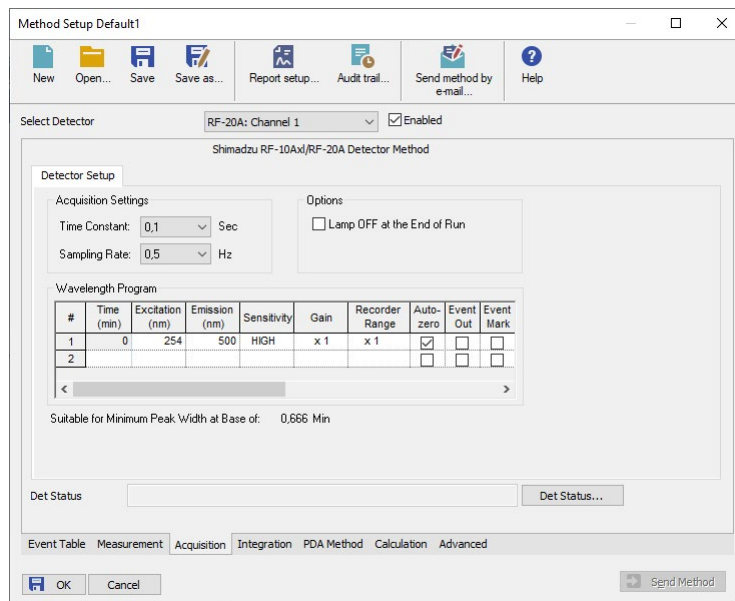 Method Setup Default1
New Open... Save Save as... Report setup... Audit trail... Send method by e-mail... Help
Select Detector RF-20A: Channel 1 Enabled
Shimadzu RF-10Axl/RF-20A Detector Method
Detector Setup
Acquisition Settings Options
Time Constant: 0,1 Sec Lamp OFF at the End of Run
Sampling Rate: 0,5 Hz
Wavelength Program
# Time (min) Excitation (nm) Emission (nm) Sensitivity Gain Recorder Range Auto-zero Event Out Event Mark
1 0 254 500 HIGH x 1 x 1
2
Suitable for Minimum Peak Width at Base of: 0,666 Min
Det Status Det Status...
Event Table Measurement Acquisition Integration PDA Method Calculation Advanced
OK Cancel Send Method